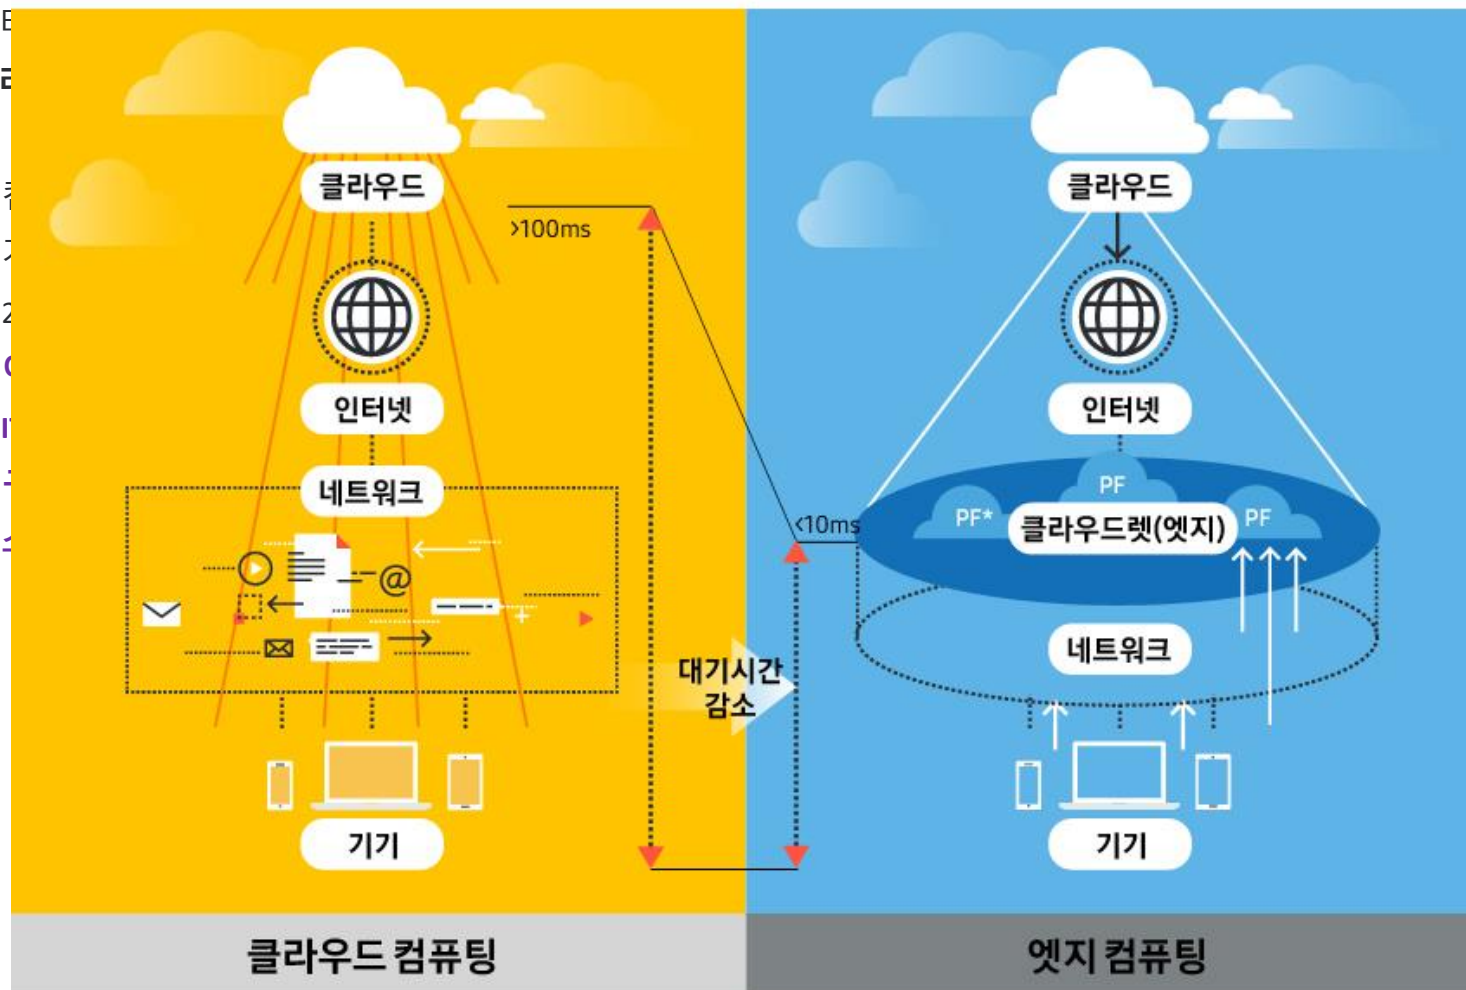 클라우드
>100ms
인터넷
네트워크
@
기기
클라우드 컴퓨팅
대기시간
감소
클라우드
인터넷
PF
PF*
PF
클라우드렛(엣지)
<10ms
네트워크
기기
엣지 컴퓨팅